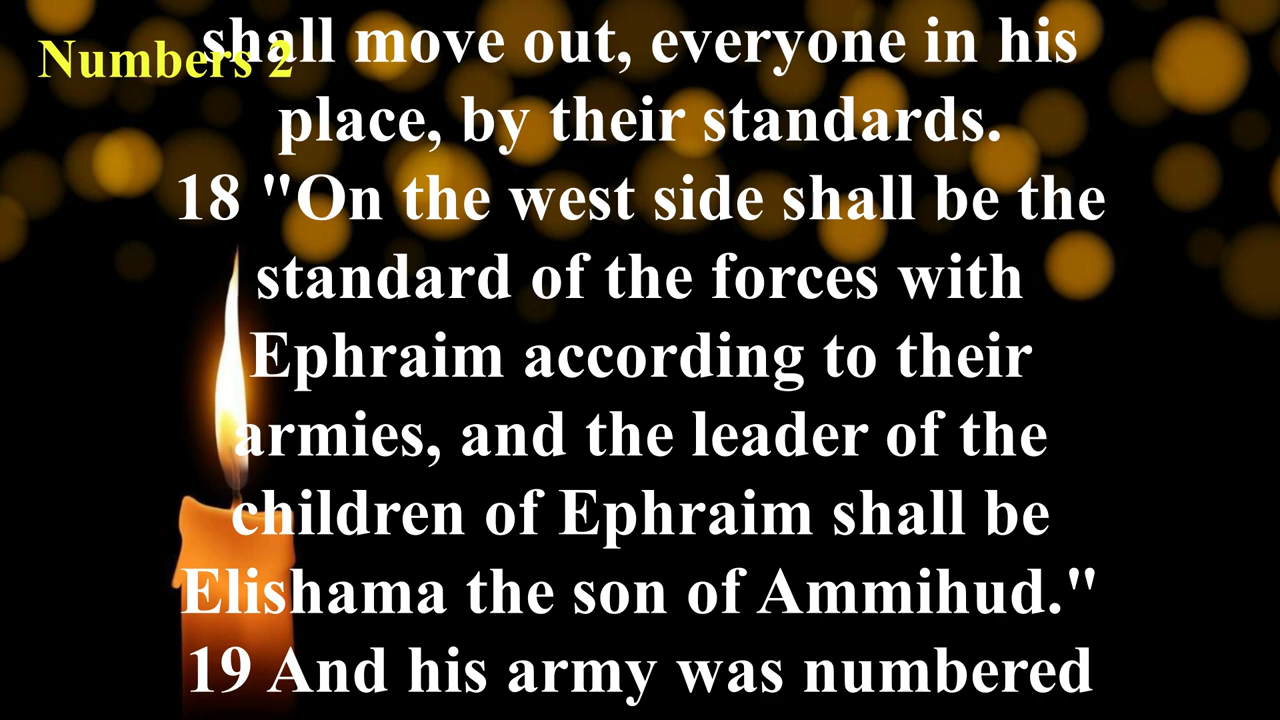 Numbers 2
shall move out, everyone in his
place, by their standards.
18 "On the west side shall be the
standard of the forces with
Ephraim according to their
armies, and the leader of the
children of Ephraim shall be
Elishama the son of Ammihud."
19 And his army was numbered